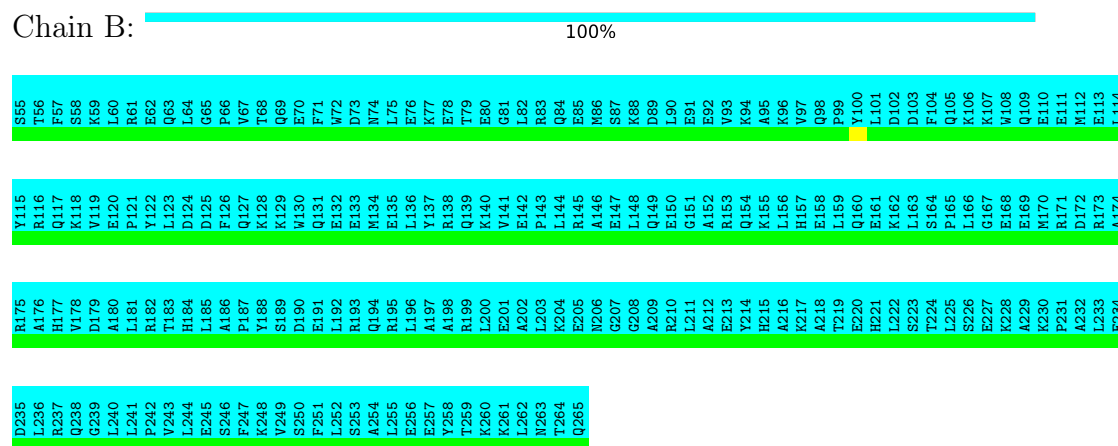 Chain B:
100%
S55 T56 F57 S58 K59 L60 R61 E62 Q63 L64 G65 P66 V67 T68 Q69 E70 F71 W72 D73 N74 L75 E76 K77 E78 T79 E80 G81 L82 R83 Q84 E85 M86 S87 K88 D89 L90 E91 E92 V93 K94 A95 K96 V97 Q98 P99 Y100 L101 D102 D103 F104 Q105 K106 K107 W108 Q109 E110 E111 M112 E113 L114
Y115 R116 Q117 K118 V119 E120 P121 Y122 L123 D124 D125 F126 Q127 K128 K129 W130 Q131 E132 E133 M134 E135 L136 Y137 R138 Q139 K140 V141 E142 P143 L144 R145 A146 E147 L148 Q149 E150 G151 A152 R153 Q154 K155 L156 H157 E158 L159 Q160 E161 K162 L163 S164 P165 L166 G167 E168 E169 M170 R171 D172 R173 A174
R175 A176 H177 V178 D179 A180 L181 R182 T183 H184 L185 A186 P187 Y188 S189 D190 E191 L192 R193 Q194 R195 L196 A197 A198 R199 L200 E201 A202 L203 K204 E205 N206 G207 G208 A209 R210 L211 A212 E213 Y214 H215 A216 K217 A218 T219 E220 H221 L222 S223 T224 L225 S226 E227 K228 A229 K230 P231 A232 L233 E234
D235 L236 R237 Q238 G239 L240 L241 P242 V243 L244 E245 S246 F247 K248 V249 S250 F251 L252 S253 A254 L255 E256 E257 Y258 T259 K260 K261 L262 N263 T264 Q265